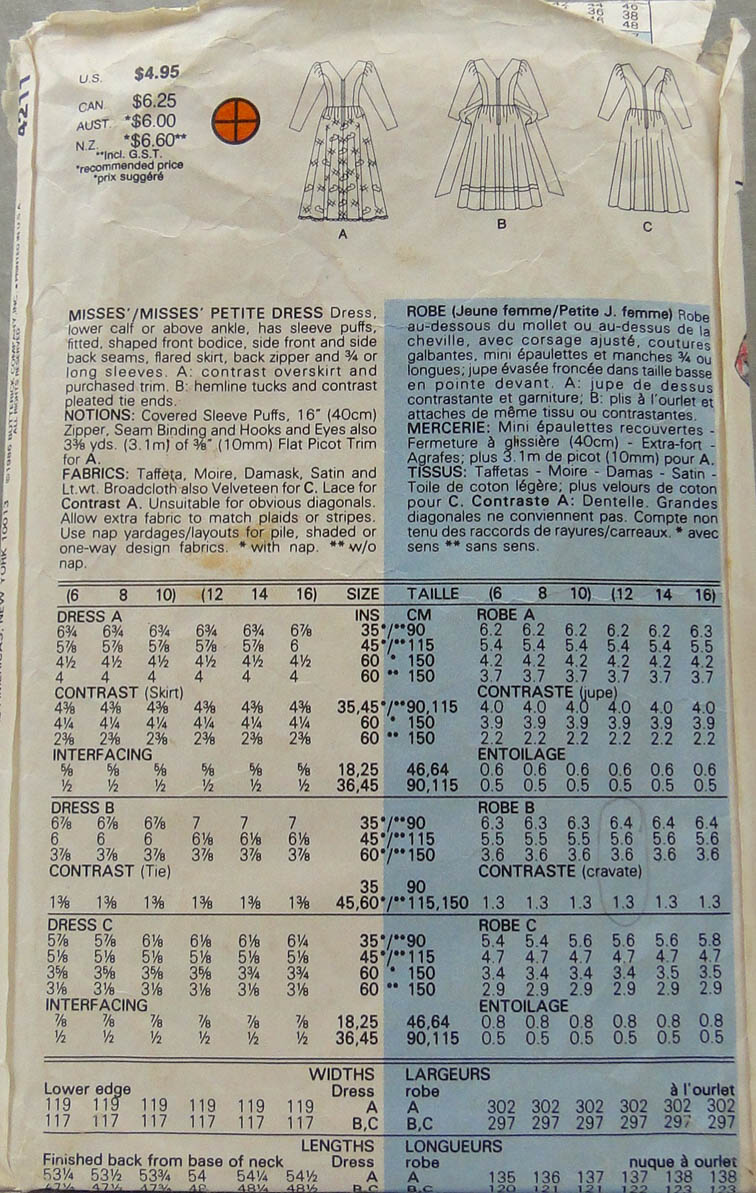 4211
U.S. $4.95
CAN. $6.25
AUST. *$6.00
N.Z. *$6.60**
**Incl. G.S.T.
*recommended price
*prix suggéré
36 38
48
A
B
C
©1986 BUTTERICK COMPANY, INC. • PRINTED IN U.S.A.
ALL RIGHTS RESERVED
AMERICAS, NEW YORK 10013
MISSES'/MISSES' PETITE DRESS Dress,
lower calf or above ankle, has sleeve puffs,
fitted, shaped front bodice, side front and side
back seams, flared skirt, back zipper and ¾ or
long sleeves. A: contrast overskirt and
purchased trim. B: hemline tucks and contrast
pleated tie ends.
NOTIONS: Covered Sleeve Puffs, 16" (40cm)
Zipper, Seam Binding and Hooks and Eyes also
3⅜ yds. (3.1m) of ⅜" (10mm) Flat Picot Trim
for A.
FABRICS: Taffeta, Moire, Damask, Satin and
Lt.wt. Broadcloth also Velveteen for C. Lace for
Contrast A. Unsuitable for obvious diagonals.
Allow extra fabric to match plaids or stripes.
Use nap yardages/layouts for pile, shaded or
one-way design fabrics. * with nap. ** w/o
nap.
ROBE (Jeune femme/Petite J. femme) Robe
au-dessous du mollet ou au-dessus de la
cheville, avec corsage ajusté, coutures
galbantes, mini épaulettes et manches ¾ ou
longues; jupe évasée froncée dans taille basse
en pointe devant. A: jupe de dessus
contrastante et garniture; B: plis à l'ourlet et
attaches de même tissu ou contrastantes.
MERCERIE: Mini épaulettes recouvertes -
Fermeture à glissière (40cm) - Extra-fort -
Agrafes; plus 3.1m de picot (10mm) pour A.
TISSUS: Taffetas - Moire - Damas - Satin -
Toile de coton légère; plus velours de coton
pour C. Contraste A: Dentelle. Grandes
diagonales ne conviennent pas. Compte non
tenu des raccords de rayures/carreaux. * avec
sens ** sans sens.
(6 8 10) (12 14 16) SIZE TAILLE (6 8 10) (12 14 16)
DRESS A INS CM ROBE A
6¾ 6¾ 6¾ 6¾ 6¾ 6⅞ 35*/**90 6.2 6.2 6.2 6.2 6.2 6.3
5⅞ 5⅞ 5⅞ 5⅞ 5⅞ 6 45*/**115 5.4 5.4 5.4 5.4 5.4 5.5
4½ 4½ 4½ 4½ 4½ 4½ 60 * 150 4.2 4.2 4.2 4.2 4.2 4.2
4 4 4 4 4 4 60 ** 150 3.7 3.7 3.7 3.7 3.7 3.7
CONTRAST (Skirt) CONTRASTE (jupe)
4⅜ 4⅜ 4⅜ 4⅜ 4⅜ 4⅜ 35,45*/**90,115 4.0 4.0 4.0 4.0 4.0 4.0
4¼ 4¼ 4¼ 4¼ 4¼ 4¼ 60 * 150 3.9 3.9 3.9 3.9 3.9 3.9
2⅜ 2⅜ 2⅜ 2⅜ 2⅜ 2⅜ 60 ** 150 2.2 2.2 2.2 2.2 2.2 2.2
INTERFACING ENTOILAGE
⅝ ⅝ ⅝ ⅝ ⅝ ⅝ 18,25 46,64 0.6 0.6 0.6 0.6 0.6 0.6
½ ½ ½ ½ ½ ½ 36,45 90,115 0.5 0.5 0.5 0.5 0.5 0.5
DRESS B ROBE B
6⅞ 6⅞ 6⅞ 7 7 7 35*/**90 6.3 6.3 6.3 6.4 6.4 6.4
6 6 6 6⅛ 6⅛ 6⅛ 45*/**115 5.5 5.5 5.5 5.6 5.6 5.6
3⅞ 3⅞ 3⅞ 3⅞ 3⅞ 3⅞ 60*/**150 3.6 3.6 3.6 3.6 3.6 3.6
CONTRAST (Tie) CONTRASTE (cravate)
35 90
1⅜ 1⅜ 1⅜ 1⅜ 1⅜ 1⅜ 45,60*/**115,150 1.3 1.3 1.3 1.3 1.3 1.3
DRESS C ROBE C
5⅞ 5⅞ 6⅛ 6⅛ 6⅛ 6¼ 35*/**90 5.4 5.4 5.6 5.6 5.6 5.8
5⅛ 5⅛ 5⅛ 5⅛ 5⅛ 5⅛ 45*/**115 4.7 4.7 4.7 4.7 4.7 4.7
3⅝ 3⅝ 3⅝ 3⅝ 3¾ 3¾ 60 * 150 3.4 3.4 3.4 3.4 3.5 3.5
3⅛ 3⅛ 3⅛ 3⅛ 3⅛ 3⅛ 60 ** 150 2.9 2.9 2.9 2.9 2.9 2.9
INTERFACING ENTOILAGE
⅞ ⅞ ⅞ ⅞ ⅞ ⅞ 18,25 46,64 0.8 0.8 0.8 0.8 0.8 0.8
½ ½ ½ ½ ½ ½ 36,45 90,115 0.5 0.5 0.5 0.5 0.5 0.5
WIDTHS LARGEURS
Lower edge Dress robe à l'ourlet
119 119 119 119 119 119 A A 302 302 302 302 302 302
117 117 117 117 117 117 B,C B,C 297 297 297 297 297 297
LENGTHS LONGUEURS
Finished back from base of neck Dress robe nuque à ourlet
53¼ 53½ 53¾ 54 54¼ 54½ A A 135 136 137 137 138 138
47¼ 47½ 47¾ 48 48¼ 48½ B,C B,C 120 121 121 122 123 123